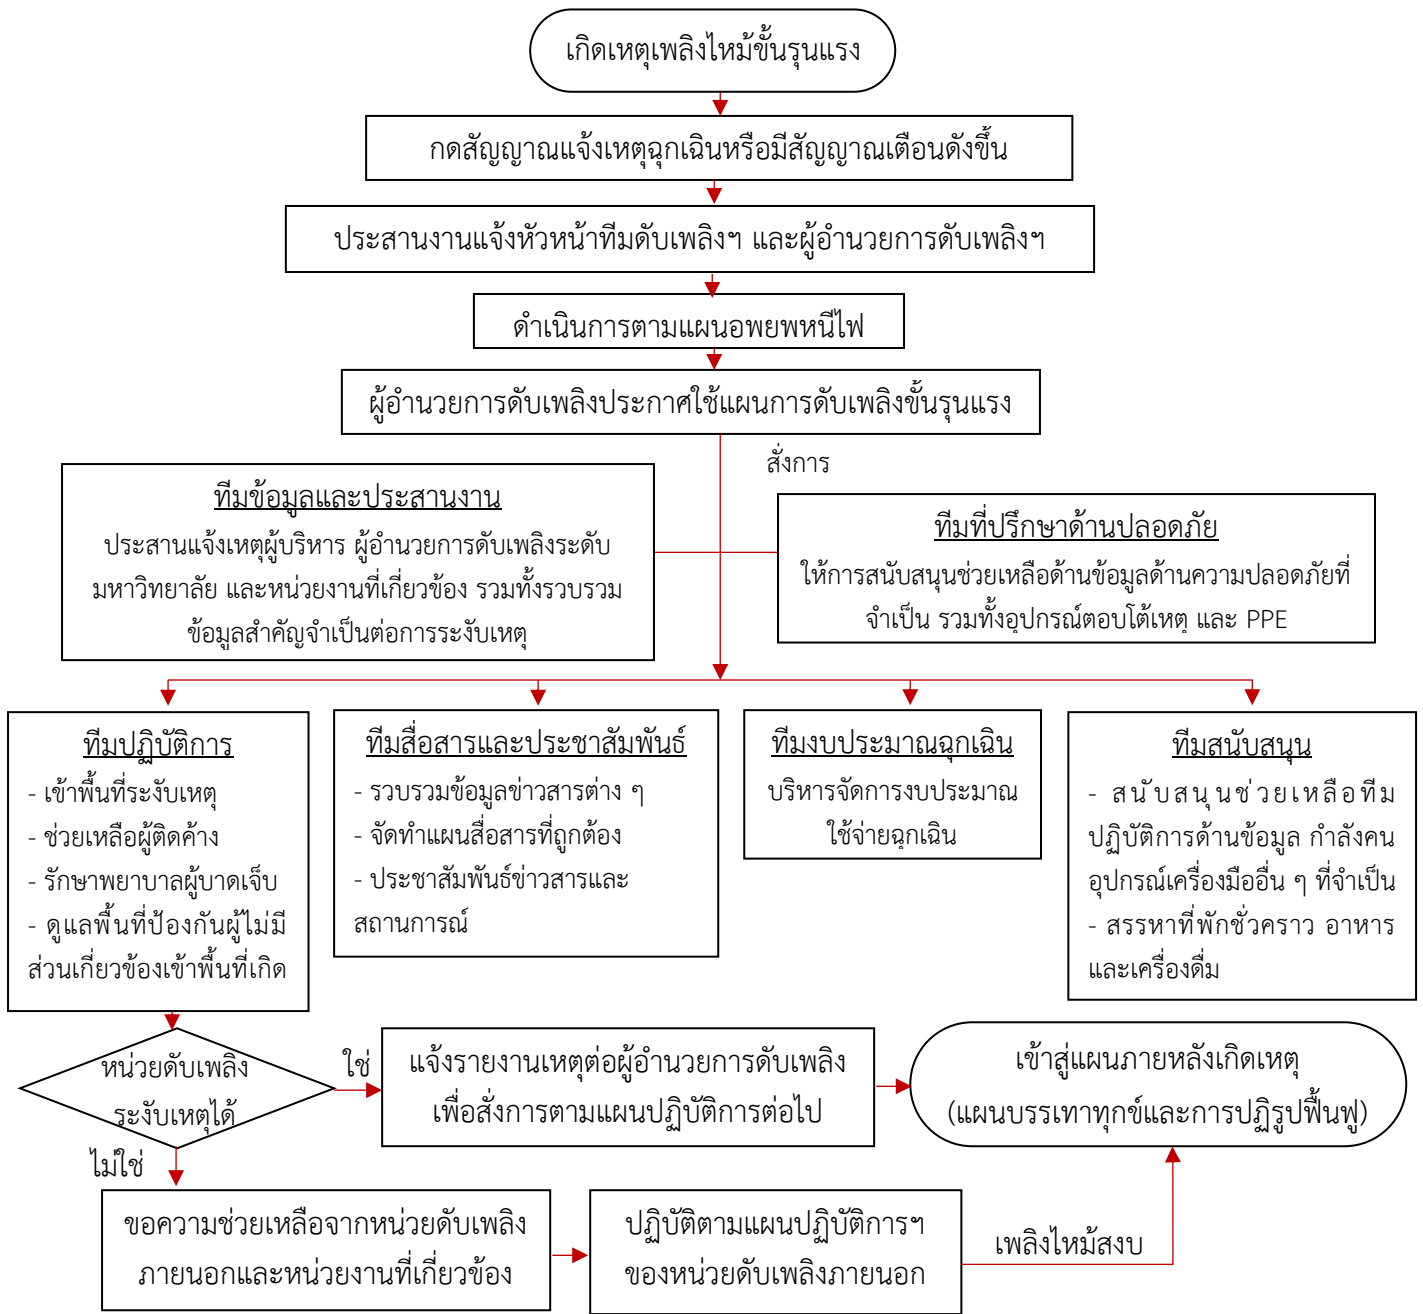 เกิดเหตุเพลิงไหม้ขั้นรุนแรง
กดสัญญาณแจ้งเหตุฉุกเฉินหรือมีสัญญาณเตือนดังขึ้น
ประสานงานแจ้งหัวหน้าทีมดับเพลิงฯ และผู้อำนวยการดับเพลิงฯ
ดำเนินการตามแผนอพยพหนีไฟ
ผู้อำนวยการดับเพลิงประกาศใช้แผนการดับเพลิงขั้นรุนแรง
สั่งการ
ทีมข้อมูลและประสานงาน
ประสานแจ้งเหตุผู้บริหาร ผู้อำนวยการดับเพลิงระดับ
มหาวิทยาลัย และหน่วยงานที่เกี่ยวข้อง รวมทั้งรวบรวม
ข้อมูลสำคัญจำเป็นต่อการระงับเหตุ
ทีมที่ปรึกษาด้านปลอดภัย
ให้การสนับสนุนช่วยเหลือด้านข้อมูลด้านความปลอดภัยที่
จำเป็น รวมทั้งอุปกรณ์ตอบโต้เหตุ และ PPE
ทีมปฏิบัติการ
- เข้าพื้นที่ระงับเหตุ
- ช่วยเหลือผู้ติดค้าง
- รักษาพยาบาลผู้บาดเจ็บ
- ดูแลพื้นที่ป้องกันผู้ไม่มี
ส่วนเกี่ยวข้องเข้าพื้นที่เกิด
ทีมสื่อสารและประชาสัมพันธ์
- รวบรวมข้อมูลข่าวสารต่าง ๆ
- จัดทำแผนสื่อสารที่ถูกต้อง
- ประชาสัมพันธ์ข่าวสารและ
สถานการณ์
ทีมงบประมาณฉุกเฉิน
บริหารจัดการงบประมาณ
ใช้จ่ายฉุกเฉิน
ทีมสนับสนุน
- สนับสนุนช่วยเหลือทีม
ปฏิบัติการด้านข้อมูล กำลังคน
อุปกรณ์เครื่องมืออื่น ๆ ที่จำเป็น
- สรรหาที่พักชั่วคราว อาหาร
และเครื่องดื่ม
หน่วยดับเพลิง
ระงับเหตุได้
ใช่
แจ้งรายงานเหตุต่อผู้อำนวยการดับเพลิง
เพื่อสั่งการตามแผนปฏิบัติการต่อไป
เข้าสู่แผนภายหลังเกิดเหตุ
(แผนบรรเทาทุกข์และการปฏิรูปฟื้นฟู)
ไม่ใช่
ขอความช่วยเหลือจากหน่วยดับเพลิง
ภายนอกและหน่วยงานที่เกี่ยวข้อง
ปฏิบัติตามแผนปฏิบัติการฯ
ของหน่วยดับเพลิงภายนอก
เพลิงไหม้สงบ